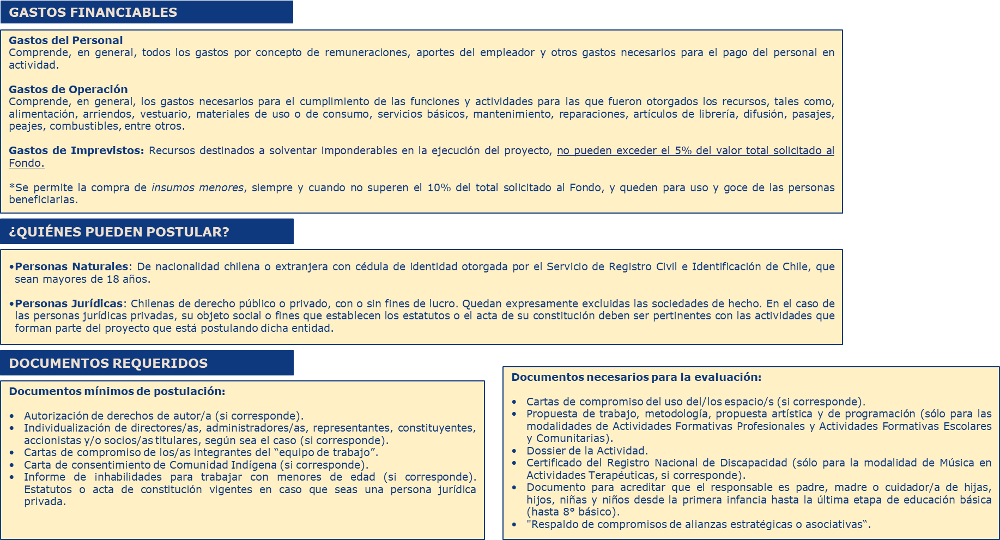 GASTOS FINANCIABLES
Gastos del Personal
Comprende, en general, todos los gastos por concepto de remuneraciones, aportes del empleador y otros gastos necesarios para el pago del personal en
actividad.
Gastos de Operación
Comprende, en general, los gastos necesarios para el cumplimiento de las funciones y actividades para las que fueron otorgados los recursos, tales como,
alimentación, arriendos, vestuario, materiales de uso o de consumo, servicios básicos, mantenimiento, reparaciones, artículos de librería, difusión, pasajes,
peajes, combustibles, entre otros.
Gastos de Imprevistos: Recursos destinados a solventar imponderables en la ejecución del proyecto, no pueden exceder el 5% del valor total solicitado al
Fondo.
*Se permite la compra de insumos menores, siempre y cuando no superen el 10% del total solicitado al Fondo, y queden para uso y goce de las personas
beneficiarias.
¿QUIÉNES PUEDEN POSTULAR?
•Personas Naturales: De nacionalidad chilena o extranjera con cédula de identidad otorgada por el Servicio de Registro Civil e Identificación de Chile, que
sean mayores de 18 años.
•Personas Jurídicas: Chilenas de derecho público o privado, con o sin fines de lucro. Quedan expresamente excluidas las sociedades de hecho. En el caso de
las personas jurídicas privadas, su objeto social o fines que establecen los estatutos o el acta de su constitución deben ser pertinentes con las actividades que
forman parte del proyecto que está postulando dicha entidad.
DOCUMENTOS REQUERIDOS
Documentos mínimos de postulación:
• Autorización de derechos de autor/a (si corresponde).
• Individualización de directores/as, administradores/as, representantes, constituyentes,
accionistas y/o socios/as titulares, según sea el caso (si corresponde).
• Cartas de compromiso de los/as integrantes del “equipo de trabajo”.
• Carta de consentimiento de Comunidad Indígena (si corresponde).
• Informe de inhabilidades para trabajar con menores de edad (si corresponde).
Estatutos o acta de constitución vigentes en caso que seas una persona jurídica
privada.
Documentos necesarios para la evaluación:
• Cartas de compromiso del uso del/los espacio/s (si corresponde).
• Propuesta de trabajo, metodología, propuesta artística y de programación (sólo para las
modalidades de Actividades Formativas Profesionales y Actividades Formativas Escolares
y Comunitarias).
• Dossier de la Actividad.
• Certificado del Registro Nacional de Discapacidad (sólo para la modalidad de Música en
Actividades Terapéuticas, si corresponde).
• Documento para acreditar que el responsable es padre, madre o cuidador/a de hijas,
hijos, niñas y niños desde la primera infancia hasta la última etapa de educación básica
(hasta 8° básico).
• "Respaldo de compromisos de alianzas estratégicas o asociativas“.